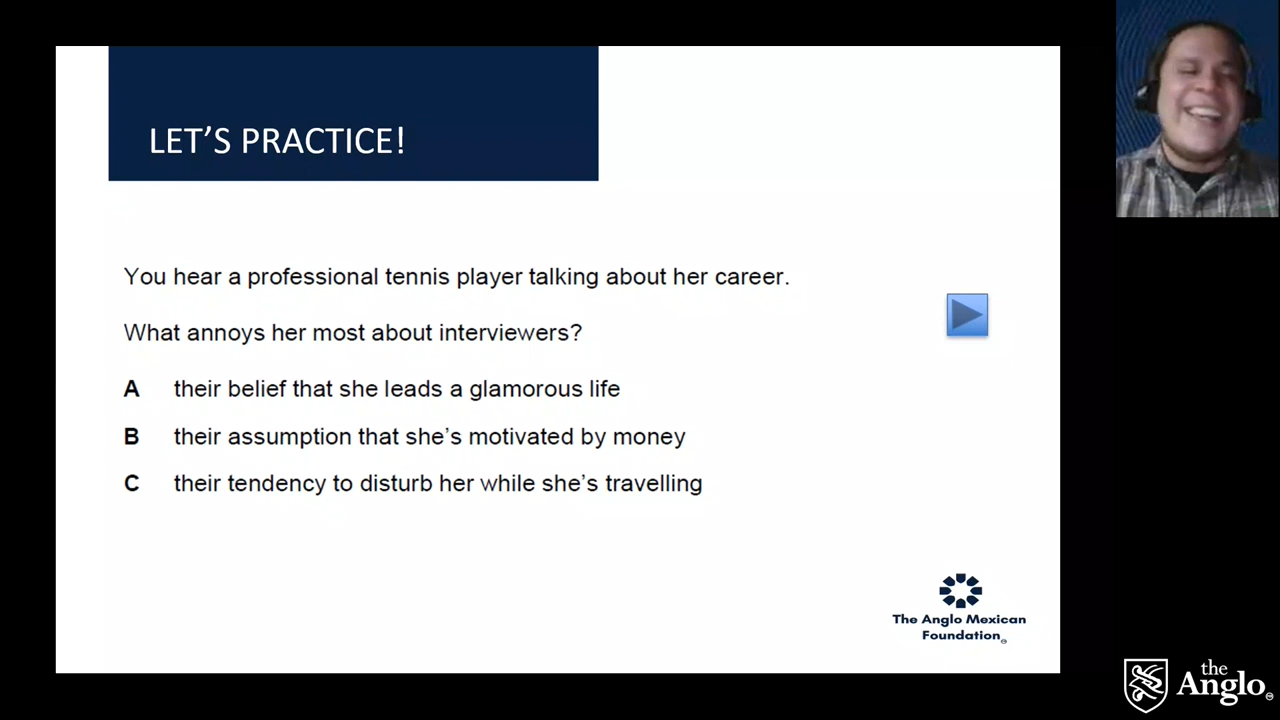 LET'S PRACTICE!
You hear a professional tennis player talking about her career.
What annoys her most about interviewers?
A their belief that she leads a glamorous life
B their assumption that she's motivated by money
C their tendency to disturb her while she's travelling
The Anglo Mexican
Foundation
the
Anglo